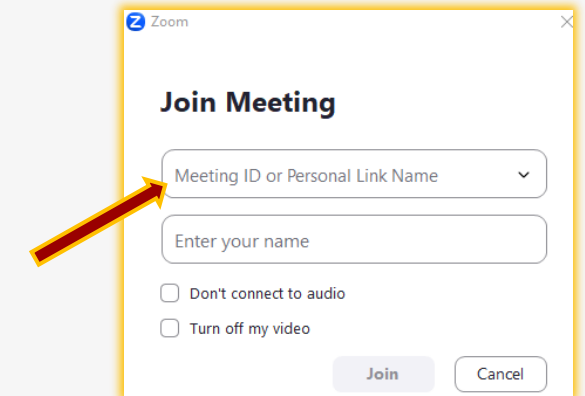 Zoom
Join Meeting
Meeting ID or Personal Link Name
Enter your name
Don't connect to audio
Turn off my video
Join Cancel